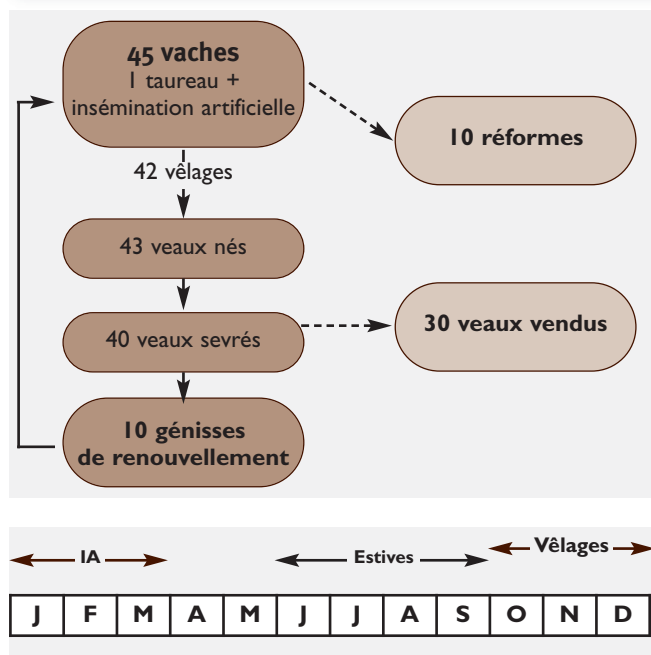 45 vaches
1 taureau +
insémination artificielle
10 réformes
42 vêlages
43 veaux nés
40 veaux sevrés
30 veaux vendus
10 génisses
de renouvellement
IA
Estives
Vêlages
J F M A M J J A S O N D